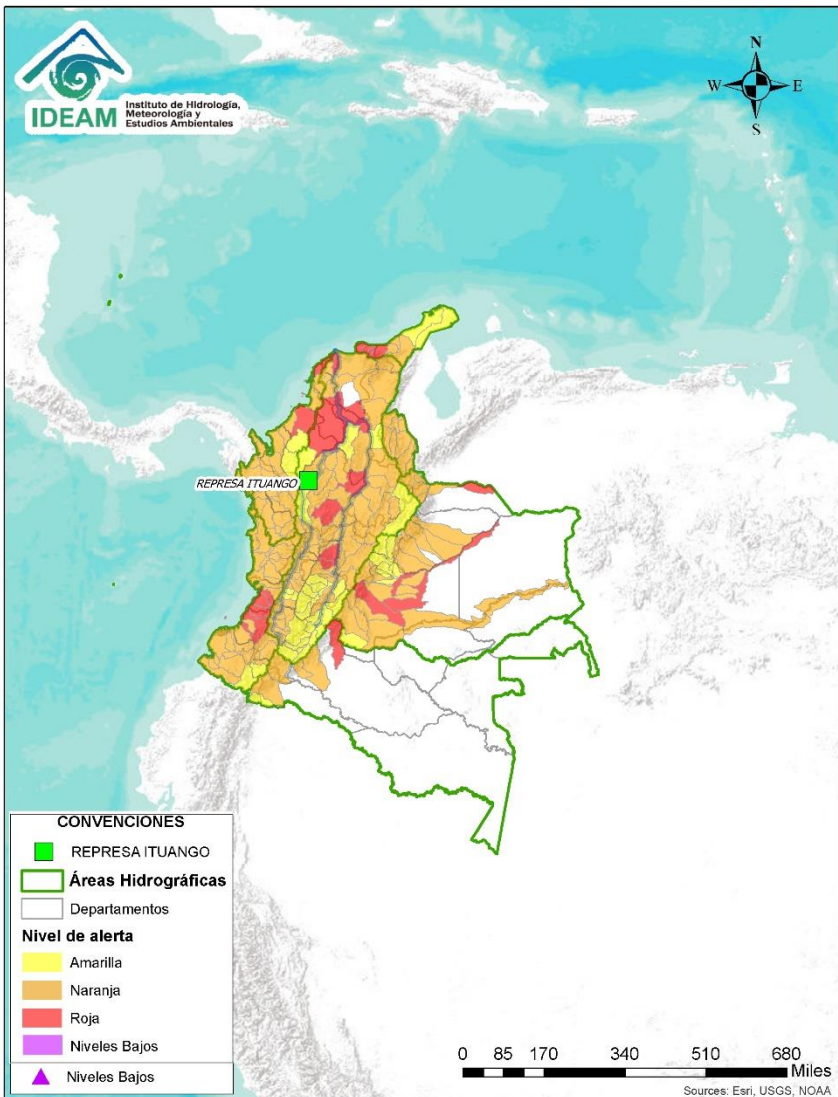 IDEAM
Instituto de Hidrología,
Meteorología y
Estudios Ambientales
N
W
E
S
REPRESA ITUANGO
CONVENCIONES
REPRESA ITUANGO
Áreas Hidrográficas
Departamentos
Nivel de alerta
Amarilla
Naranja
Roja
Niveles Bajos
Niveles Bajos
0 85 170 340 510 680
Miles
Sources: Esri, USGS, NOAA